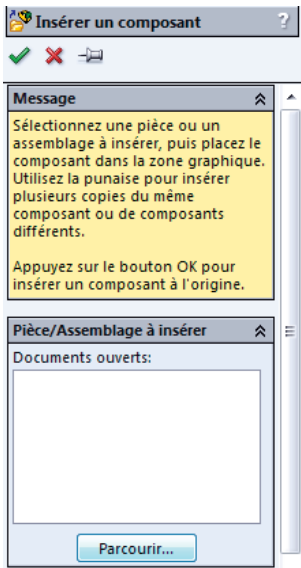 Insérer un composant ?
Message
Sélectionnez une pièce ou un
assemblage à insérer, puis placez le
composant dans la zone graphique.
Utilisez la punaise pour insérer
plusieurs copies du même
composant ou de composants
différents.
Appuyez sur le bouton OK pour
insérer un composant à l'origine.
Pièce/Assemblage à insérer
Documents ouverts:
Parcourir...